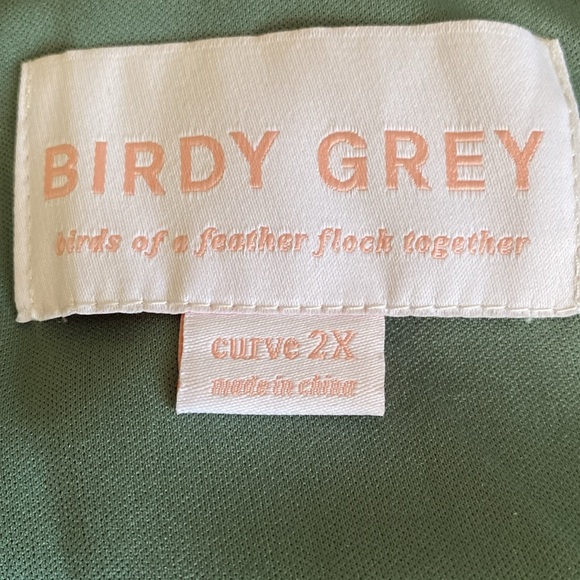 BIRDY GREY
birds of a feather flock together
curve 2X
made in china